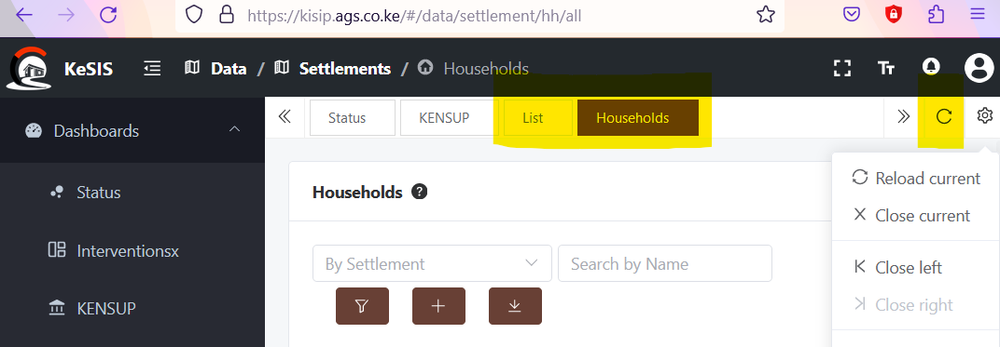 https://kisip.ags.co.ke/#/data/settlement/hh/all
KeSIS Data / Settlements / Households Tт
Dashboards
Status KENSUP List Households
Status
Interventionsx
KENSUP
Households ?
By Settlement Search by Name
Reload current
Close current
Close left
Close right